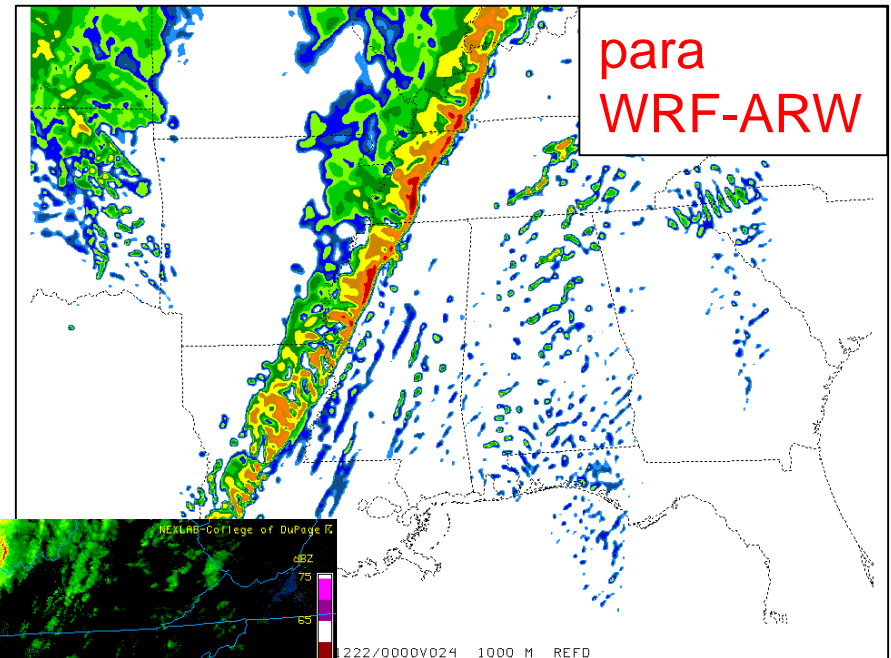 para
WRF-ARW
NEXLAB-College of DuPage
dBZ
75
65
1222/0000V024 1000 M REFD